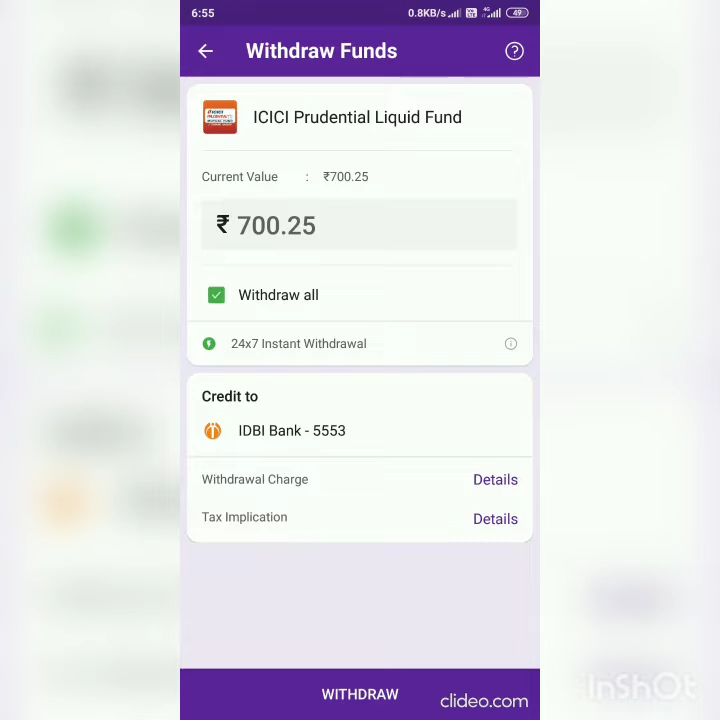 6:55
0.8KB/s 4G 49
Withdraw Funds
ICICI Prudential Liquid Fund
Current Value : ₹700.25
₹ 700.25
Withdraw all
24x7 Instant Withdrawal
Credit to
IDBI Bank - 5553
Withdrawal Charge Details
Tax Implication Details
WITHDRAW
clideo.com
InShOt